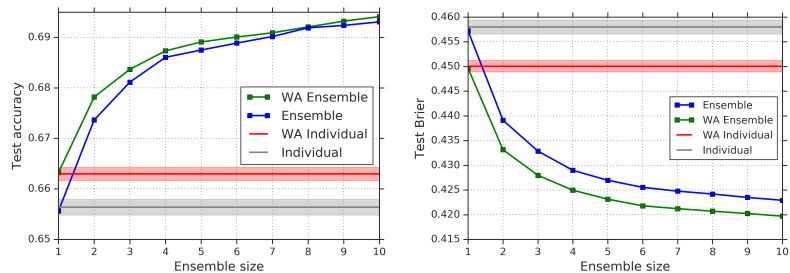 0.69
0.68
0.67
0.66
0.65
Test accuracy
1 2 3 4 5 6 7 8 9 10
Ensemble size
WA Ensemble
Ensemble
WA Individual
Individual
0.460
0.455
0.450
0.445
0.440
0.435
0.430
0.425
0.420
0.415
Test Brier
1 2 3 4 5 6 7 8 9 10
Ensemble size
Ensemble
WA Ensemble
WA Individual
Individual